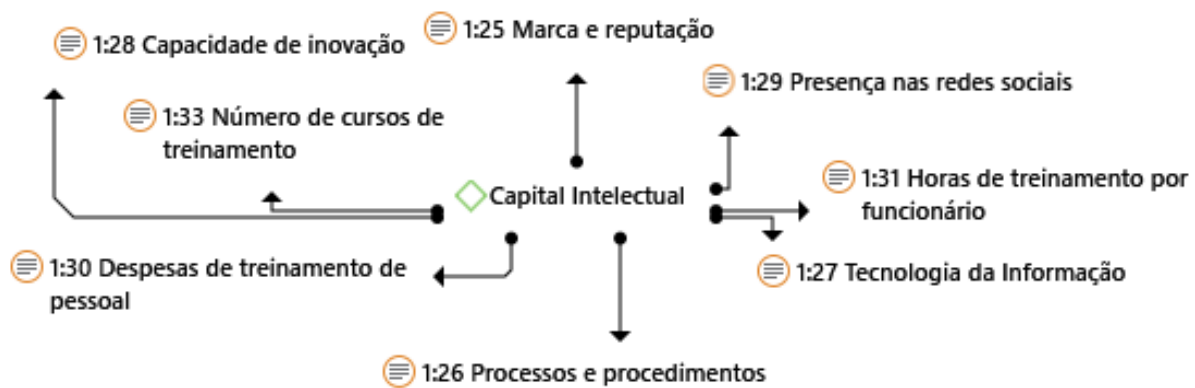 1:28 Capacidade de inovação
1:25 Marca e reputação
1:29 Presença nas redes sociais
1:33 Número de cursos de
treinamento
Capital Intelectual
1:31 Horas de treinamento por
funcionário
1:30 Despesas de treinamento de
pessoal
1:27 Tecnologia da Informação
1:26 Processos e procedimentos